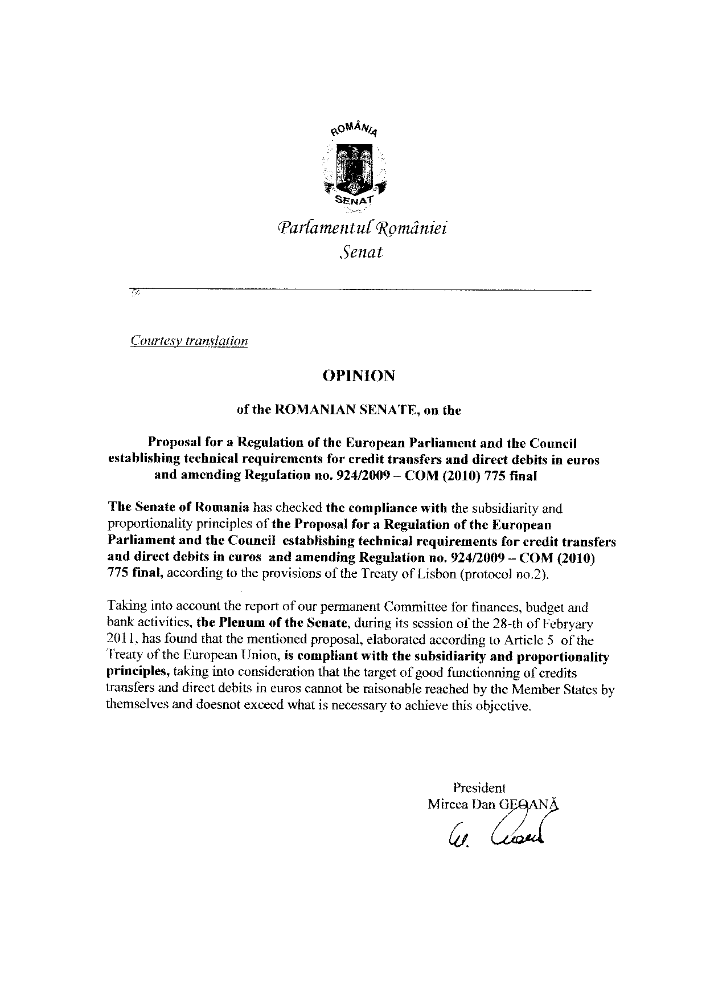 ROMÂNIA
SENAT
Parlamentul României
Senat
Courtesy translation
OPINION
of the ROMANIAN SENATE, on the
Proposal for a Regulation of the European Parliament and the Council
establishing technical requirements for credit transfers and direct debits in euros
and amending Regulation no. 924/2009 – COM (2010) 775 final
The Senate of Romania has checked the compliance with the subsidiarity and
proportionality principles of the Proposal for a Regulation of the European
Parliament and the Council establishing technical requirements for credit transfers
and direct debits in euros and amending Regulation no. 924/2009 – COM (2010)
775 final, according to the provisions of the Treaty of Lisbon (protocol no.2).
Taking into account the report of our permanent Committee for finances, budget and
bank activities, the Plenum of the Senate, during its session of the 28-th of Febryary
2011, has found that the mentioned proposal, elaborated according to Article 5 of the
Treaty of the European Union, is compliant with the subsidiarity and proportionality
principles, taking into consideration that the target of good functionning of credits
transfers and direct debits in euros cannot be raisonable reached by the Member States by
themselves and doesnot exceed what is necessary to achieve this objective.
President
Mircea Dan GEOANĂ